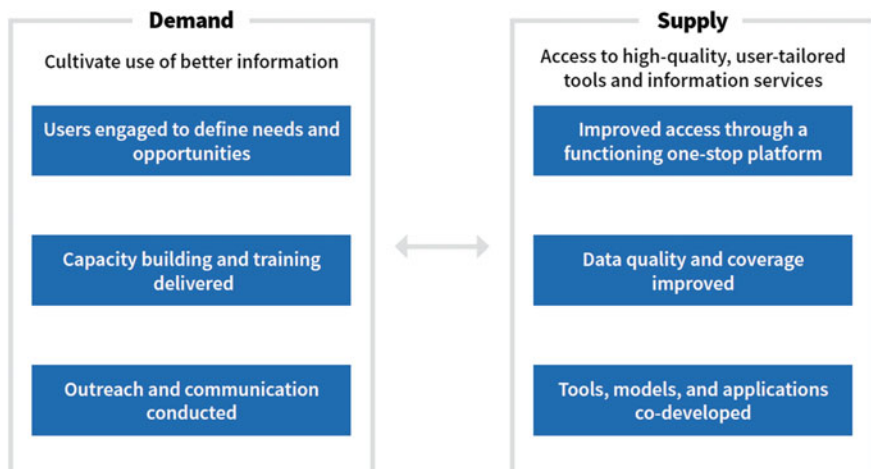 Demand
Cultivate use of better information
Users engaged to define needs and
opportunities
Capacity building and training
delivered
Outreach and communication
conducted
Supply
Access to high-quality, user-tailored
tools and information services
Improved access through a
functioning one-stop platform
Data quality and coverage
improved
Tools, models, and applications
co-developed